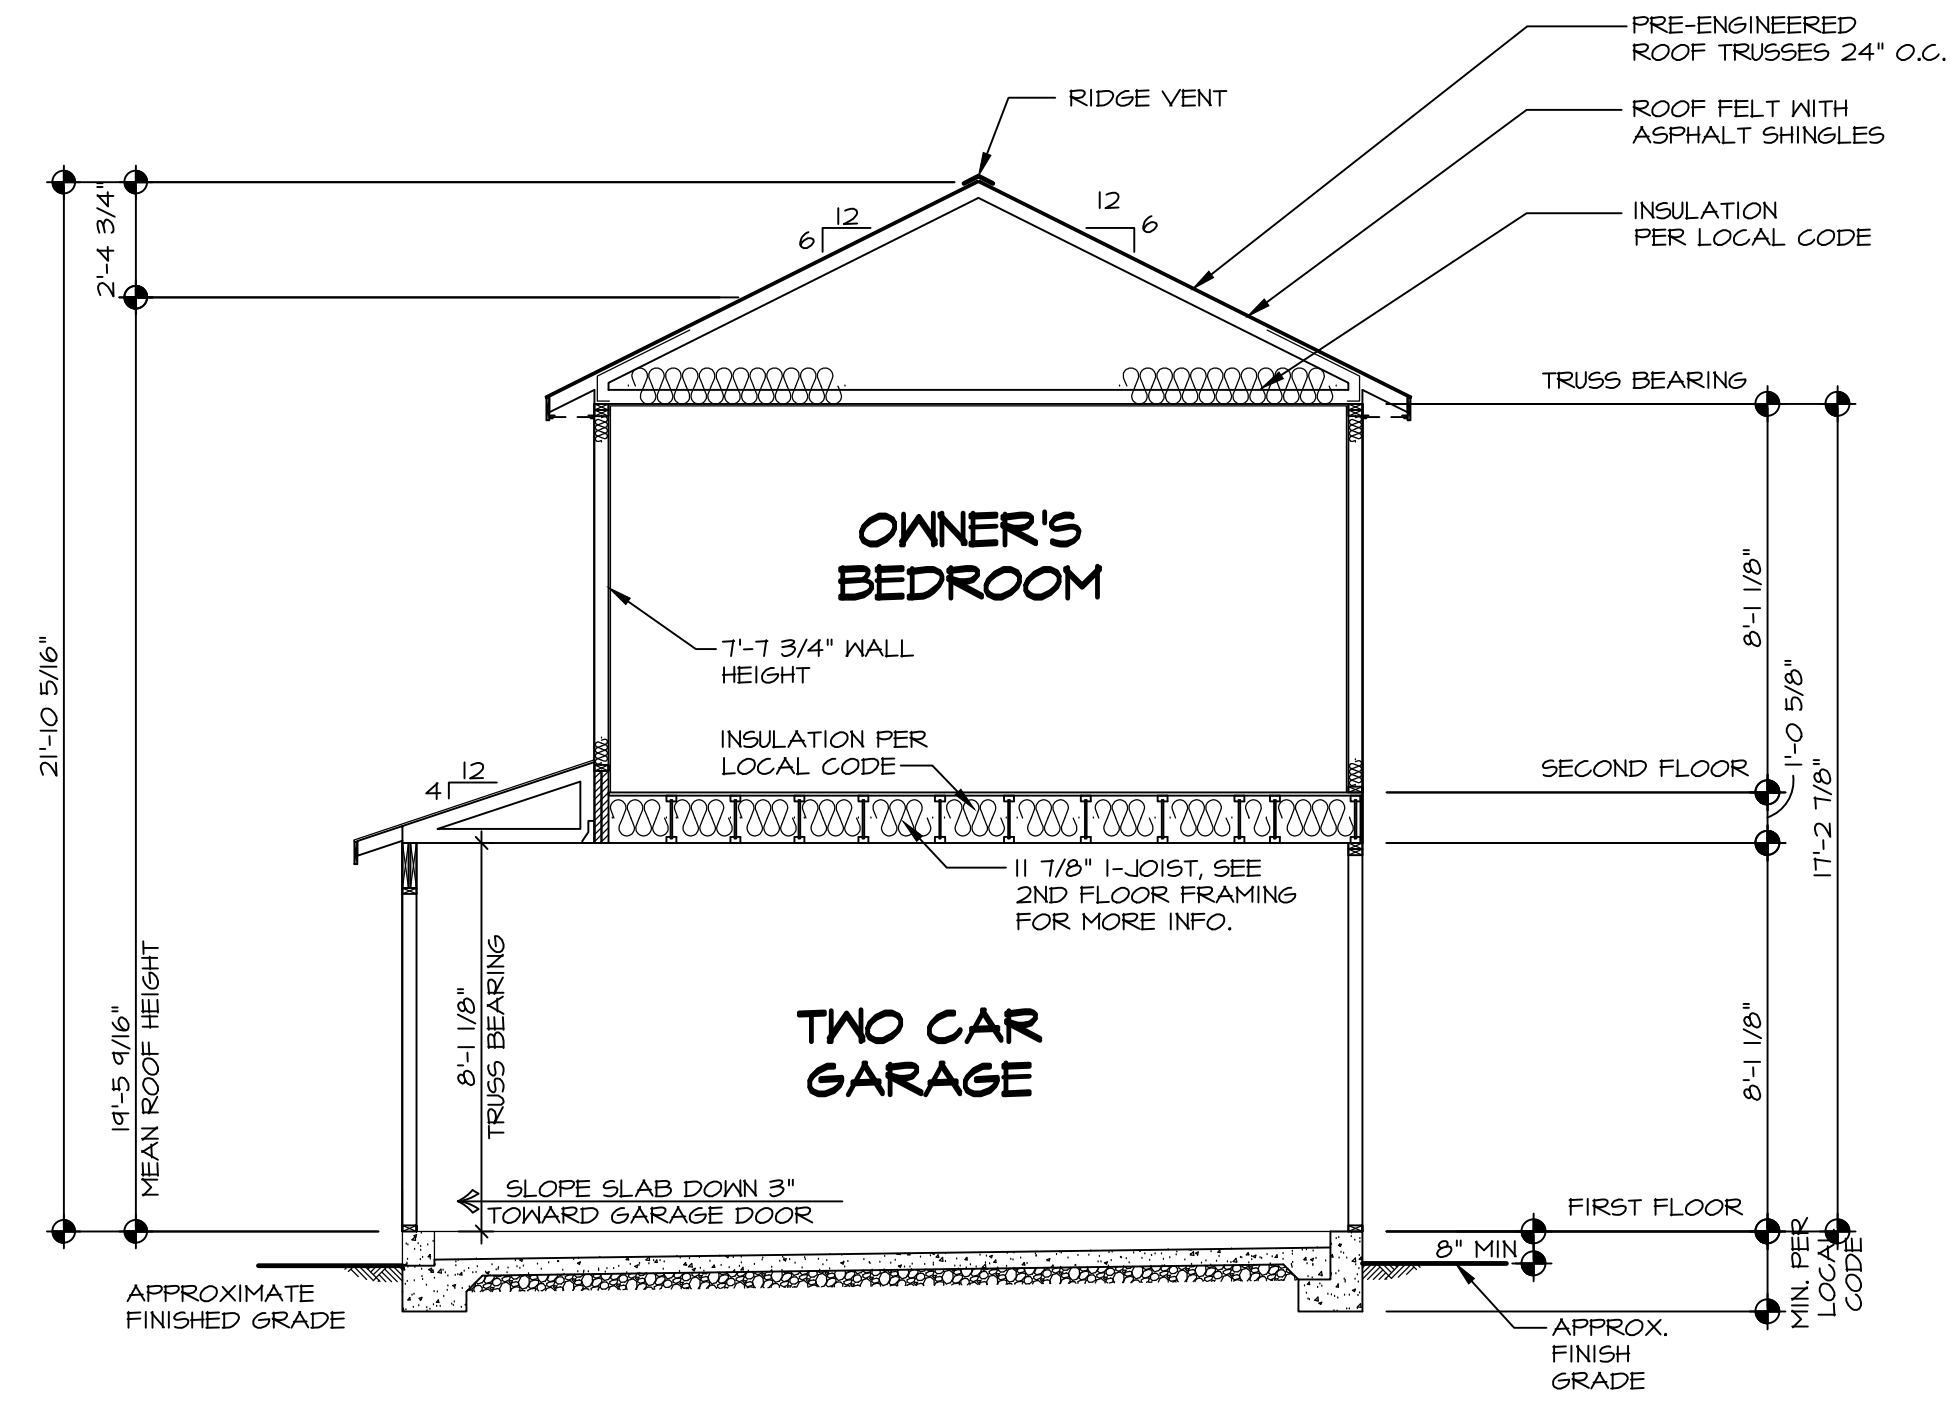 PRE-ENGINEERED
ROOF TRUSSES 24" O.C.
RIDGE VENT
ROOF FELT WITH
ASPHALT SHINGLES
INSULATION
PER LOCAL CODE
2'-4 3/4"
12
6
12
6
TRUSS BEARING
OWNER'S
BEDROOM
7'-7 3/4" WALL
HEIGHT
8'-1 1/8"
21'-10 5/16"
INSULATION PER
LOCAL CODE
12
4
SECOND FLOOR
1'-0 5/8"
17'-2 7/8"
11 7/8" I-JOIST, SEE
2ND FLOOR FRAMING
FOR MORE INFO.
19'-5 9/16"
MEAN ROOF HEIGHT
8'-1 1/8"
TRUSS BEARING
TWO CAR
GARAGE
8'-1 1/8"
SLOPE SLAB DOWN 3"
TOWARD GARAGE DOOR
FIRST FLOOR
8" MIN
MIN. PER
LOCAL
CODE
APPROXIMATE
FINISHED GRADE
APPROX.
FINISH
GRADE